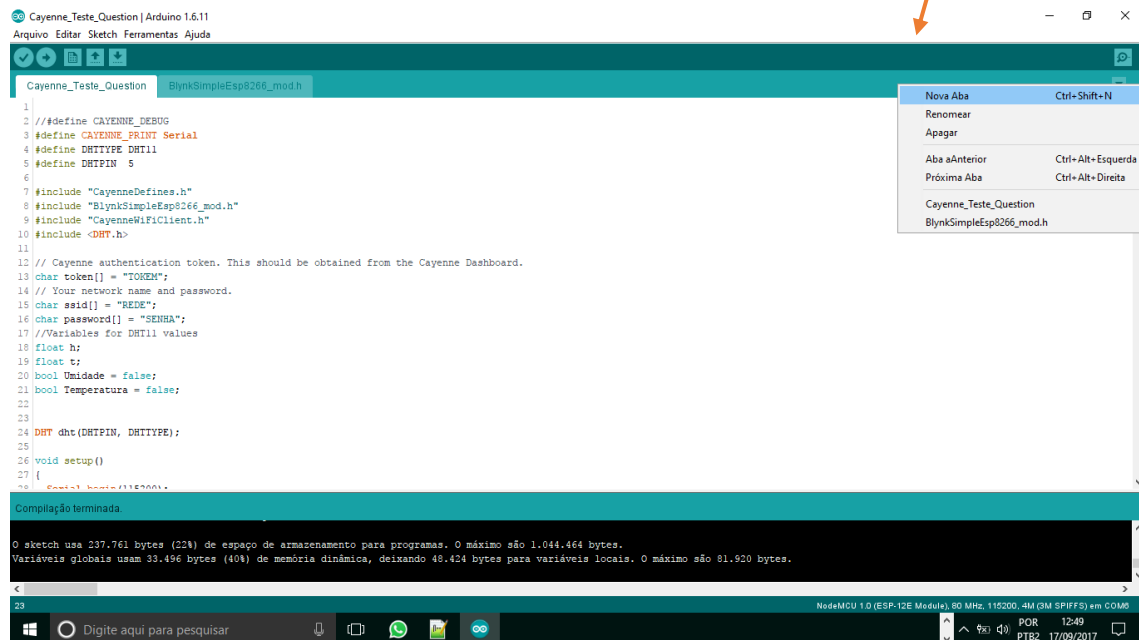 Cayenne_Teste_Question | Arduino 1.6.11
Arquivo Editar Sketch Ferramentas Ajuda
Cayenne_Teste_Question BlynkSimpleEsp8266_mod.h
Nova Aba Ctrl+Shift+N
Renomear
Apagar
Aba aAnterior Ctrl+Alt+Esquerda
Próxima Aba Ctrl+Alt+Direita
Cayenne_Teste_Question
BlynkSimpleEsp8266_mod.h
1
2 //#define CAYENNE_DEBUG
3 #define CAYENNE_PRINT Serial
4 #define DHTTYPE DHT11
5 #define DHTPIN 5
6
7 #include "CayenneDefines.h"
8 #include "BlynkSimpleEsp8266_mod.h"
9 #include "CayenneWiFiClient.h"
10 #include <DHT.h>
11
12 // Cayenne authentication token. This should be obtained from the Cayenne Dashboard.
13 char token[] = "TOKEM";
14 // Your network name and password.
15 char ssid[] = "REDE";
16 char password[] = "SENHA";
17 //Variables for DHT11 values
18 float h;
19 float t;
20 bool Umidade = false;
21 bool Temperatura = false;
22
23
24 DHT dht(DHTPIN, DHTTYPE);
25
26 void setup()
27 {
28 Serial.begin(115200);
Compilação terminada.
O sketch usa 237.761 bytes (22%) de espaço de armazenamento para programas. O máximo são 1.044.464 bytes.
Variáveis globais usam 33.496 bytes (40%) de memória dinâmica, deixando 48.424 bytes para variáveis locais. O máximo são 81.920 bytes.
23 NodeMCU 1.0 (ESP-12E Module), 80 MHz, 115200, 4M (3M SPIFFS) em COM6
Digite aqui para pesquisar
POR 12:49
PTB2 17/09/2017